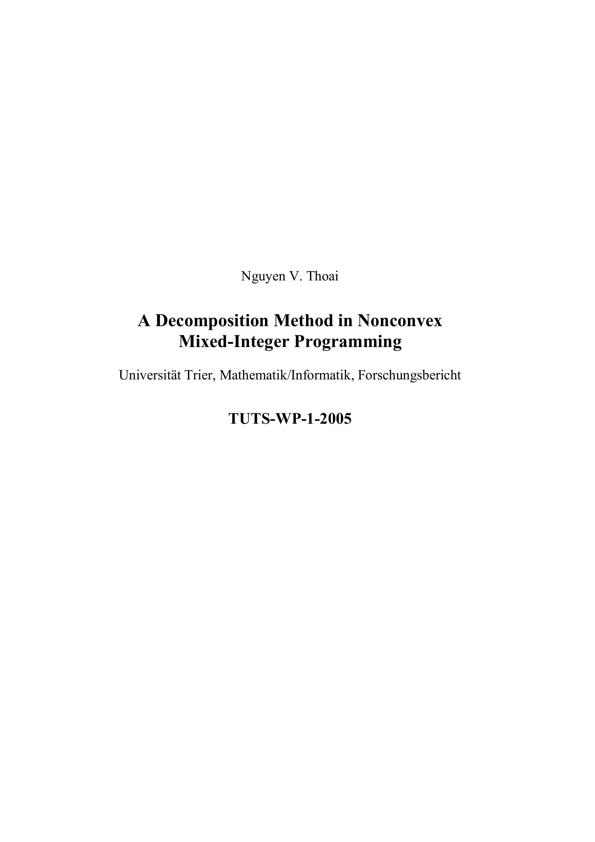 Nguyen V. Thoai
A Decomposition Method in Nonconvex
Mixed-Integer Programming
Universität Trier, Mathematik/Informatik, Forschungsbericht
TUTS-WP-1-2005